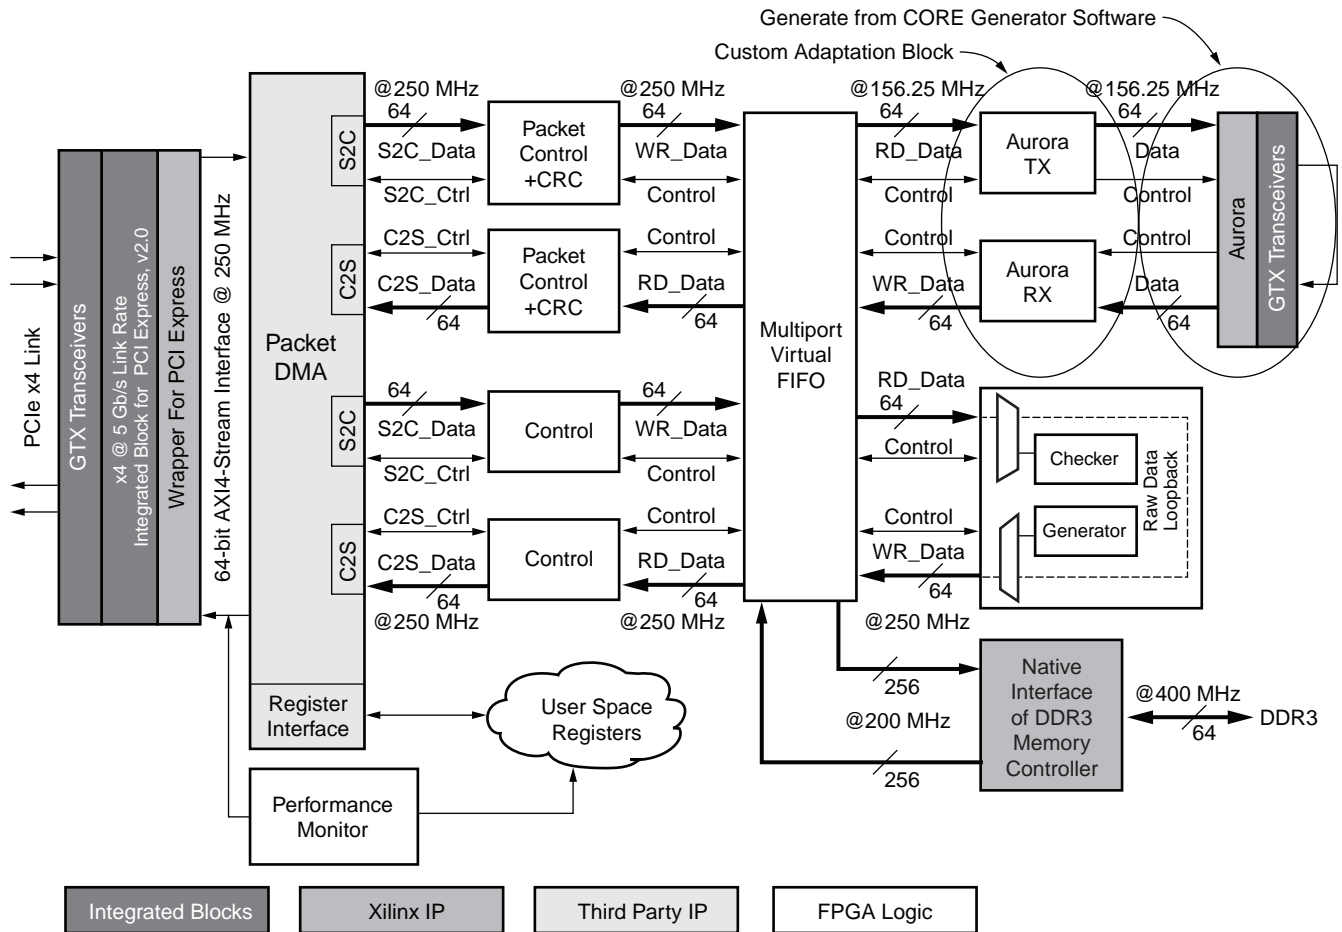 Generate from CORE Generator Software
Custom Adaptation Block
@250 MHz
64
S2C_Data
S2C_Ctrl
Packet
Control
+CRC
@250 MHz
64
WR_Data
Control
@156.25 MHz
64
RD_Data
Control
Aurora
TX
@156.25 MHz
64
Data
Control
S2C
C2S
S2C
C2S
PCIe x4 Link
GTX Transceivers
x4 @ 5 Gb/s Link Rate
Integrated Block for PCI Express, v2.0
Wrapper For PCI Express
64-bit AXI4-Stream Interface @ 250 MHz
Packet
DMA
C2S_Ctrl
C2S_Data
64
Packet
Control
+CRC
Control
RD_Data
64
Multiport
Virtual
FIFO
Control
WR_Data
64
Aurora
RX
Control
Data
64
Aurora
GTX Transceivers
64
S2C_Data
S2C_Ctrl
Control
64
WR_Data
Control
RD_Data
64
Control
Checker
Generator
Raw Data
Loopback
C2S_Ctrl
C2S_Data
64
@250 MHz
Control
Control
RD_Data
64
@250 MHz
Control
WR_Data
64
@250 MHz
Register
Interface
User Space
Registers
256
@200 MHz
256
Native
Interface
of DDR3
Memory
Controller
@400 MHz
64
DDR3
Performance
Monitor
Integrated Blocks
Xilinx IP
Third Party IP
FPGA Logic